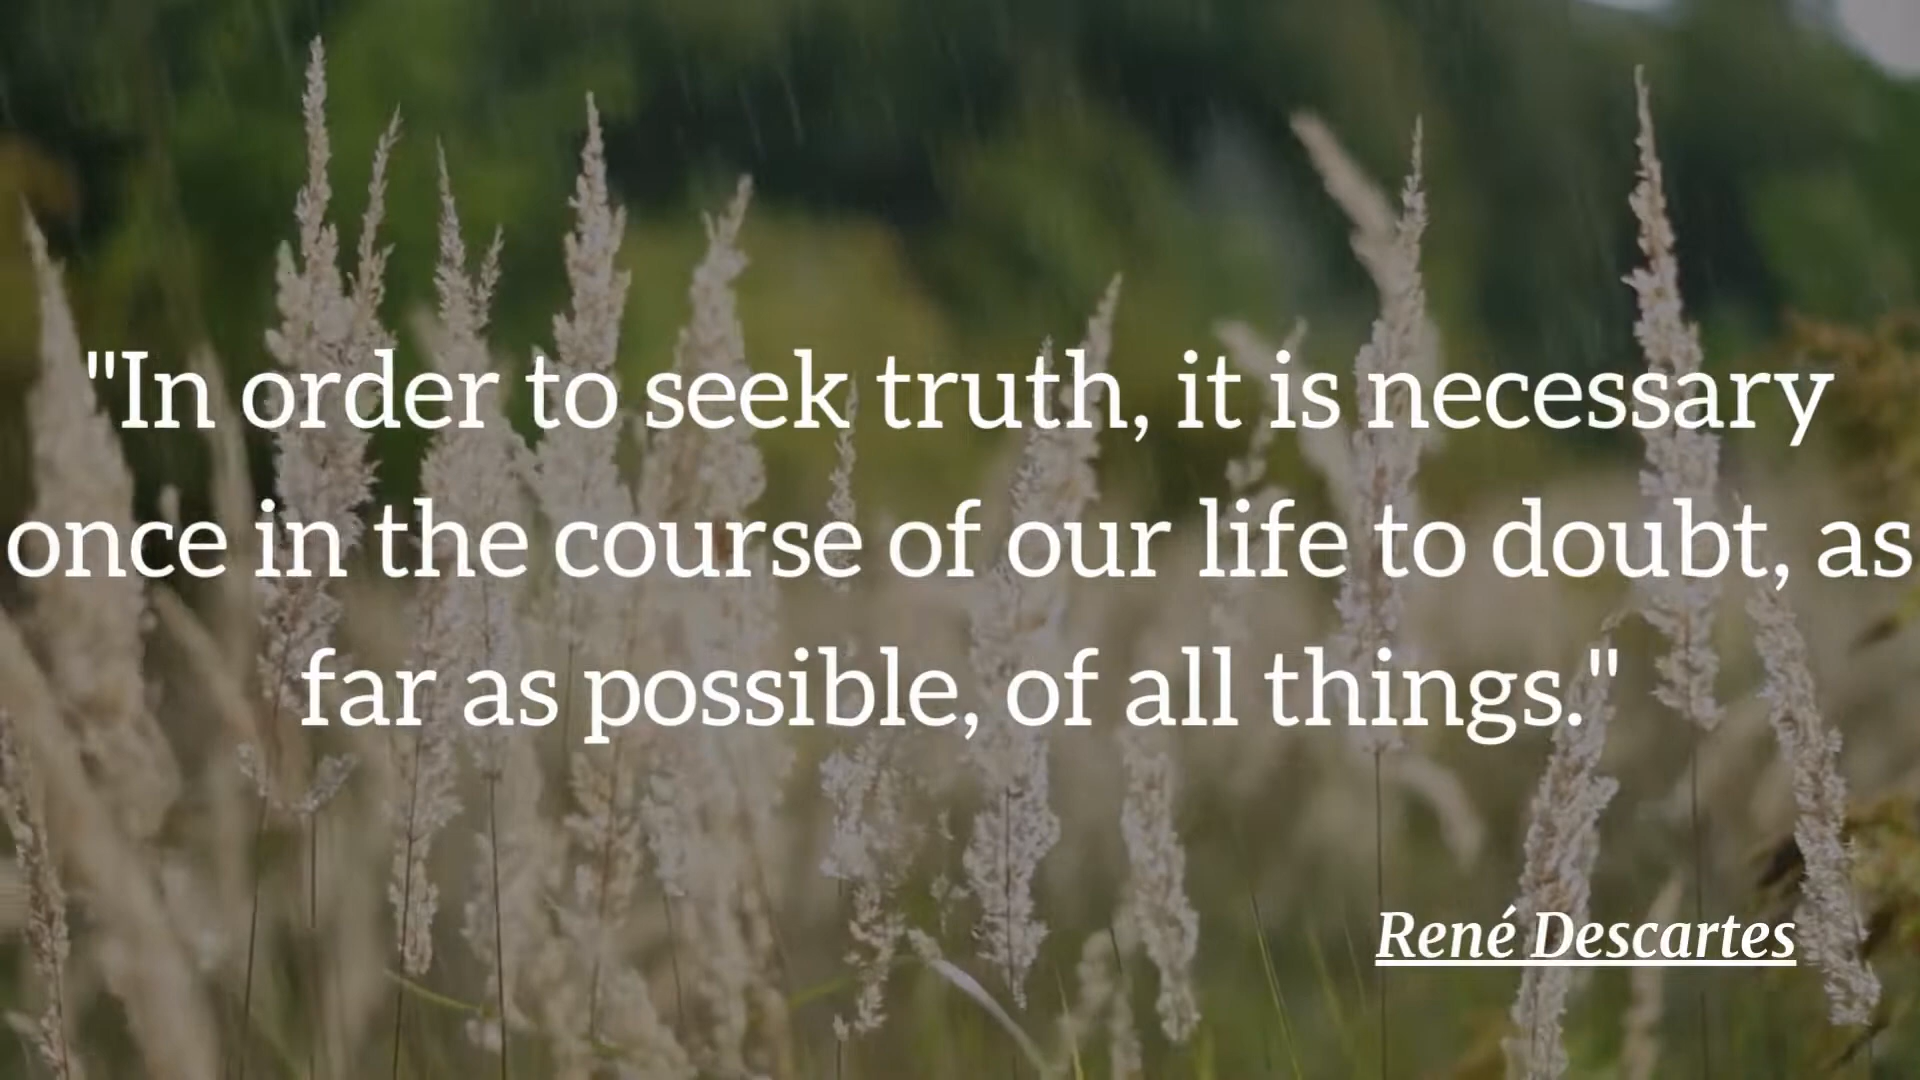 "In order to seek truth, it is necessary
once in the course of our life to doubt, as
far as possible, of all things."
René Descartes